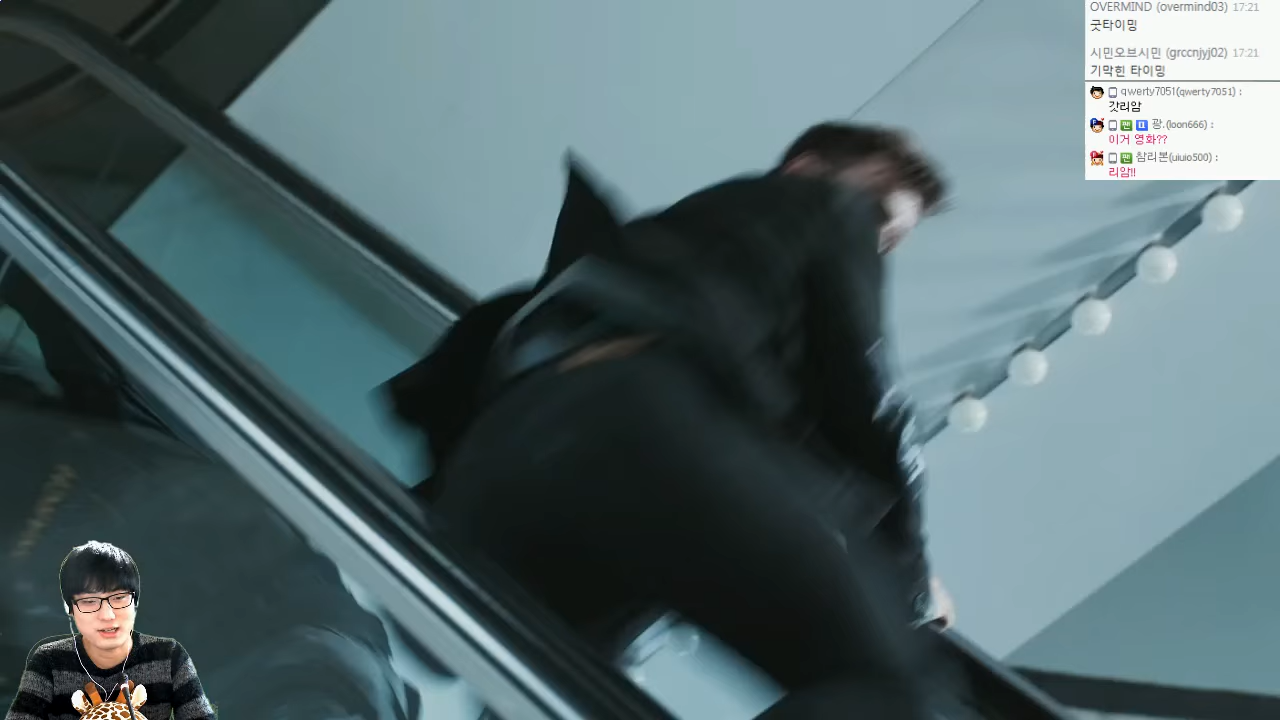 OVERMIND (overmind03) 17:21
굿타이밍
시민오브시민 (grccnjyj02) 17:21
기막힌 타이밍
qwerty7051(qwerty7051) :
갓리암
팬 광.(loon666) :
이거 영화??
팬 참리본(uiuio500) :
리암!!